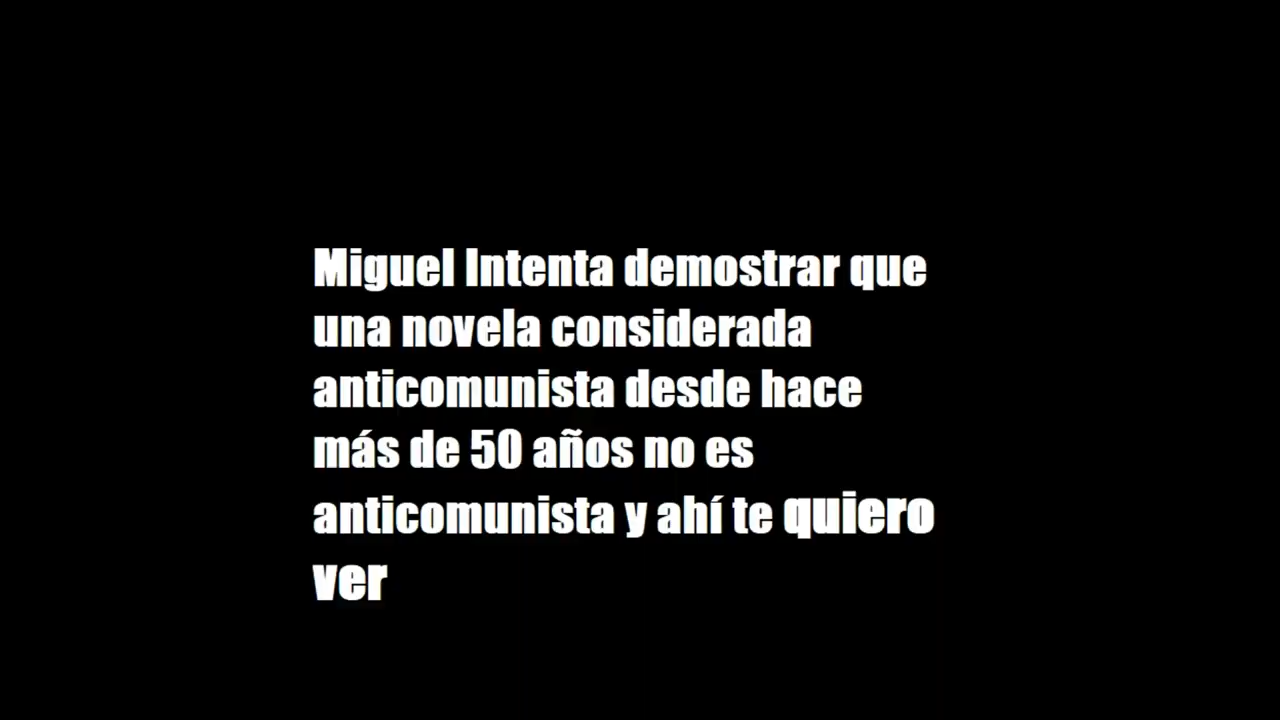 Miguel Intenta demostrar que
una novela considerada
anticomunista desde hace
más de 50 años no es
anticomunista y ahí te quiero
ver